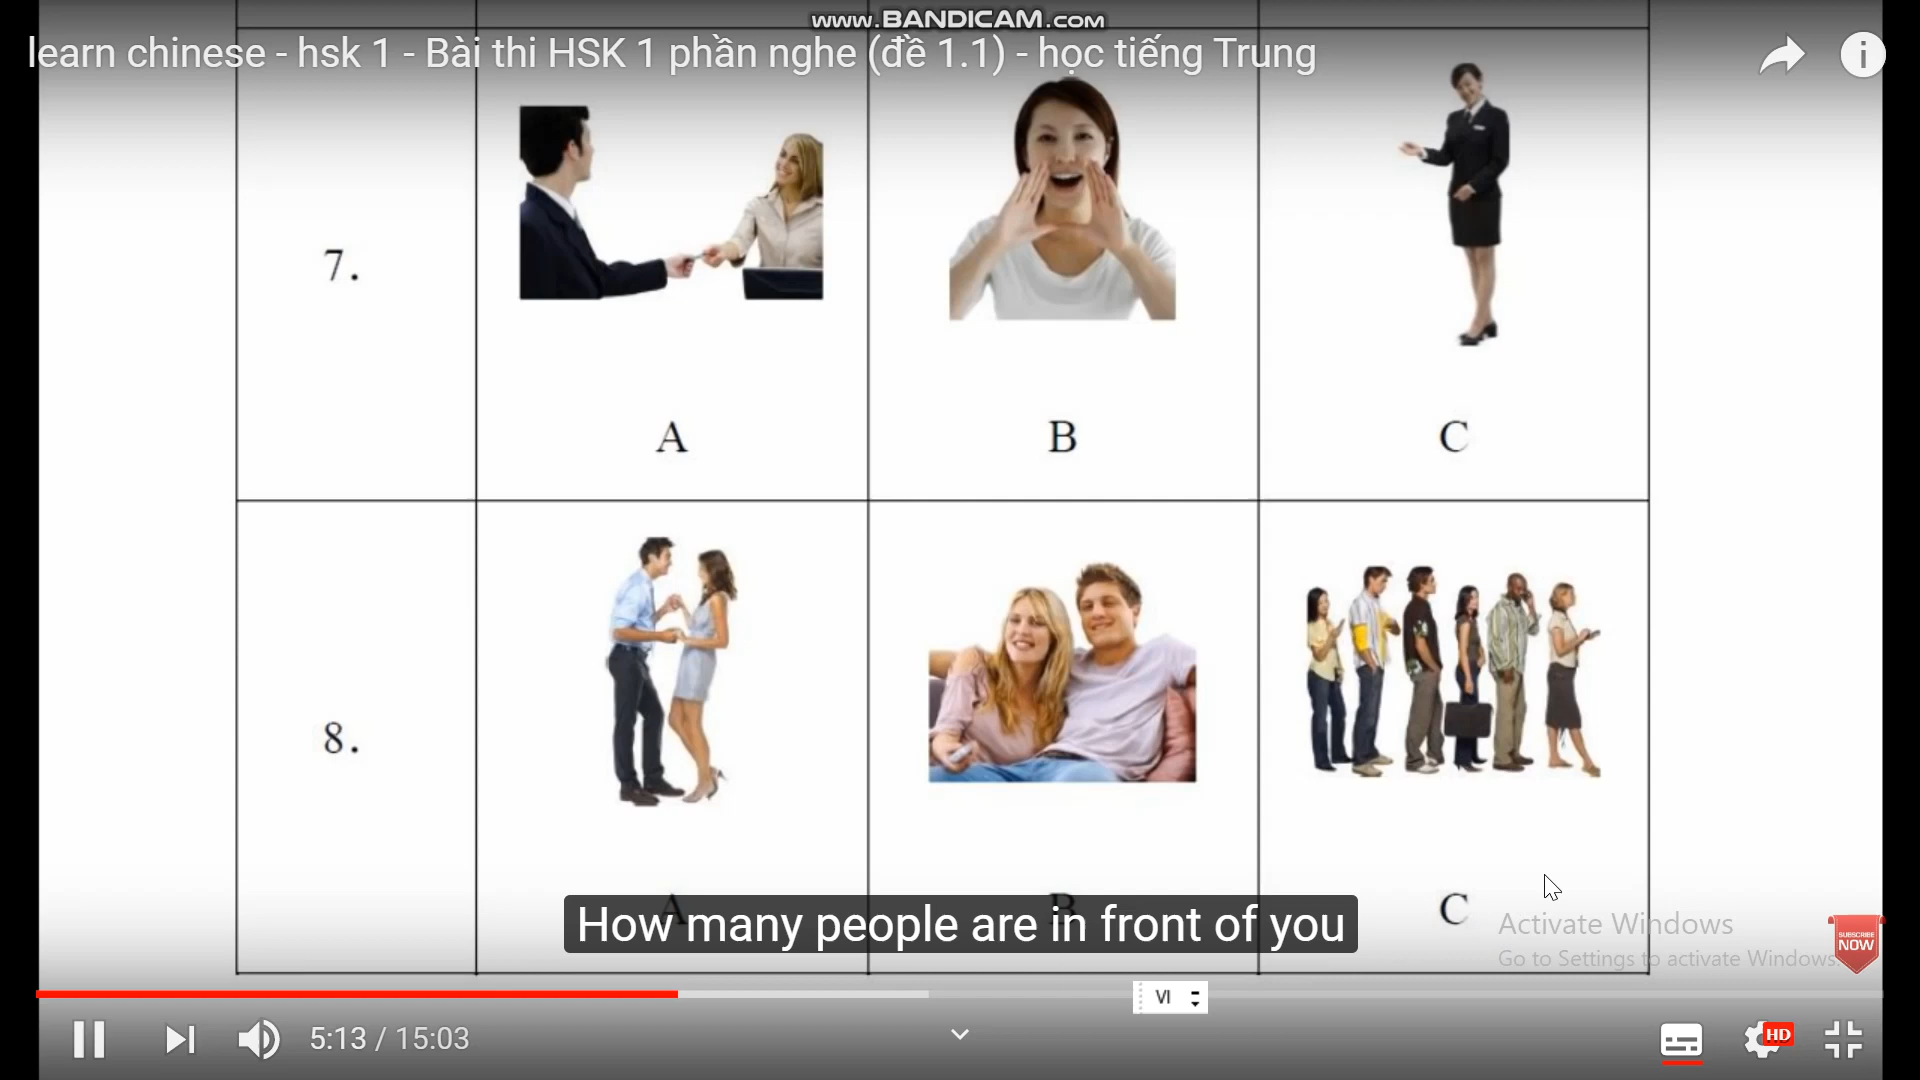 www.BANDICAM.com
learn chinese - hsk 1 - Bài thi HSK 1 phần nghe (đề 1.1) - học tiếng Trung
7.
A
B
C
8.
A
B
C
How many people are in front of you
Activate Windows
Go to Settings to activate Windows.
SUBSCRIBE
NOW
VI
5:13 / 15:03
HD